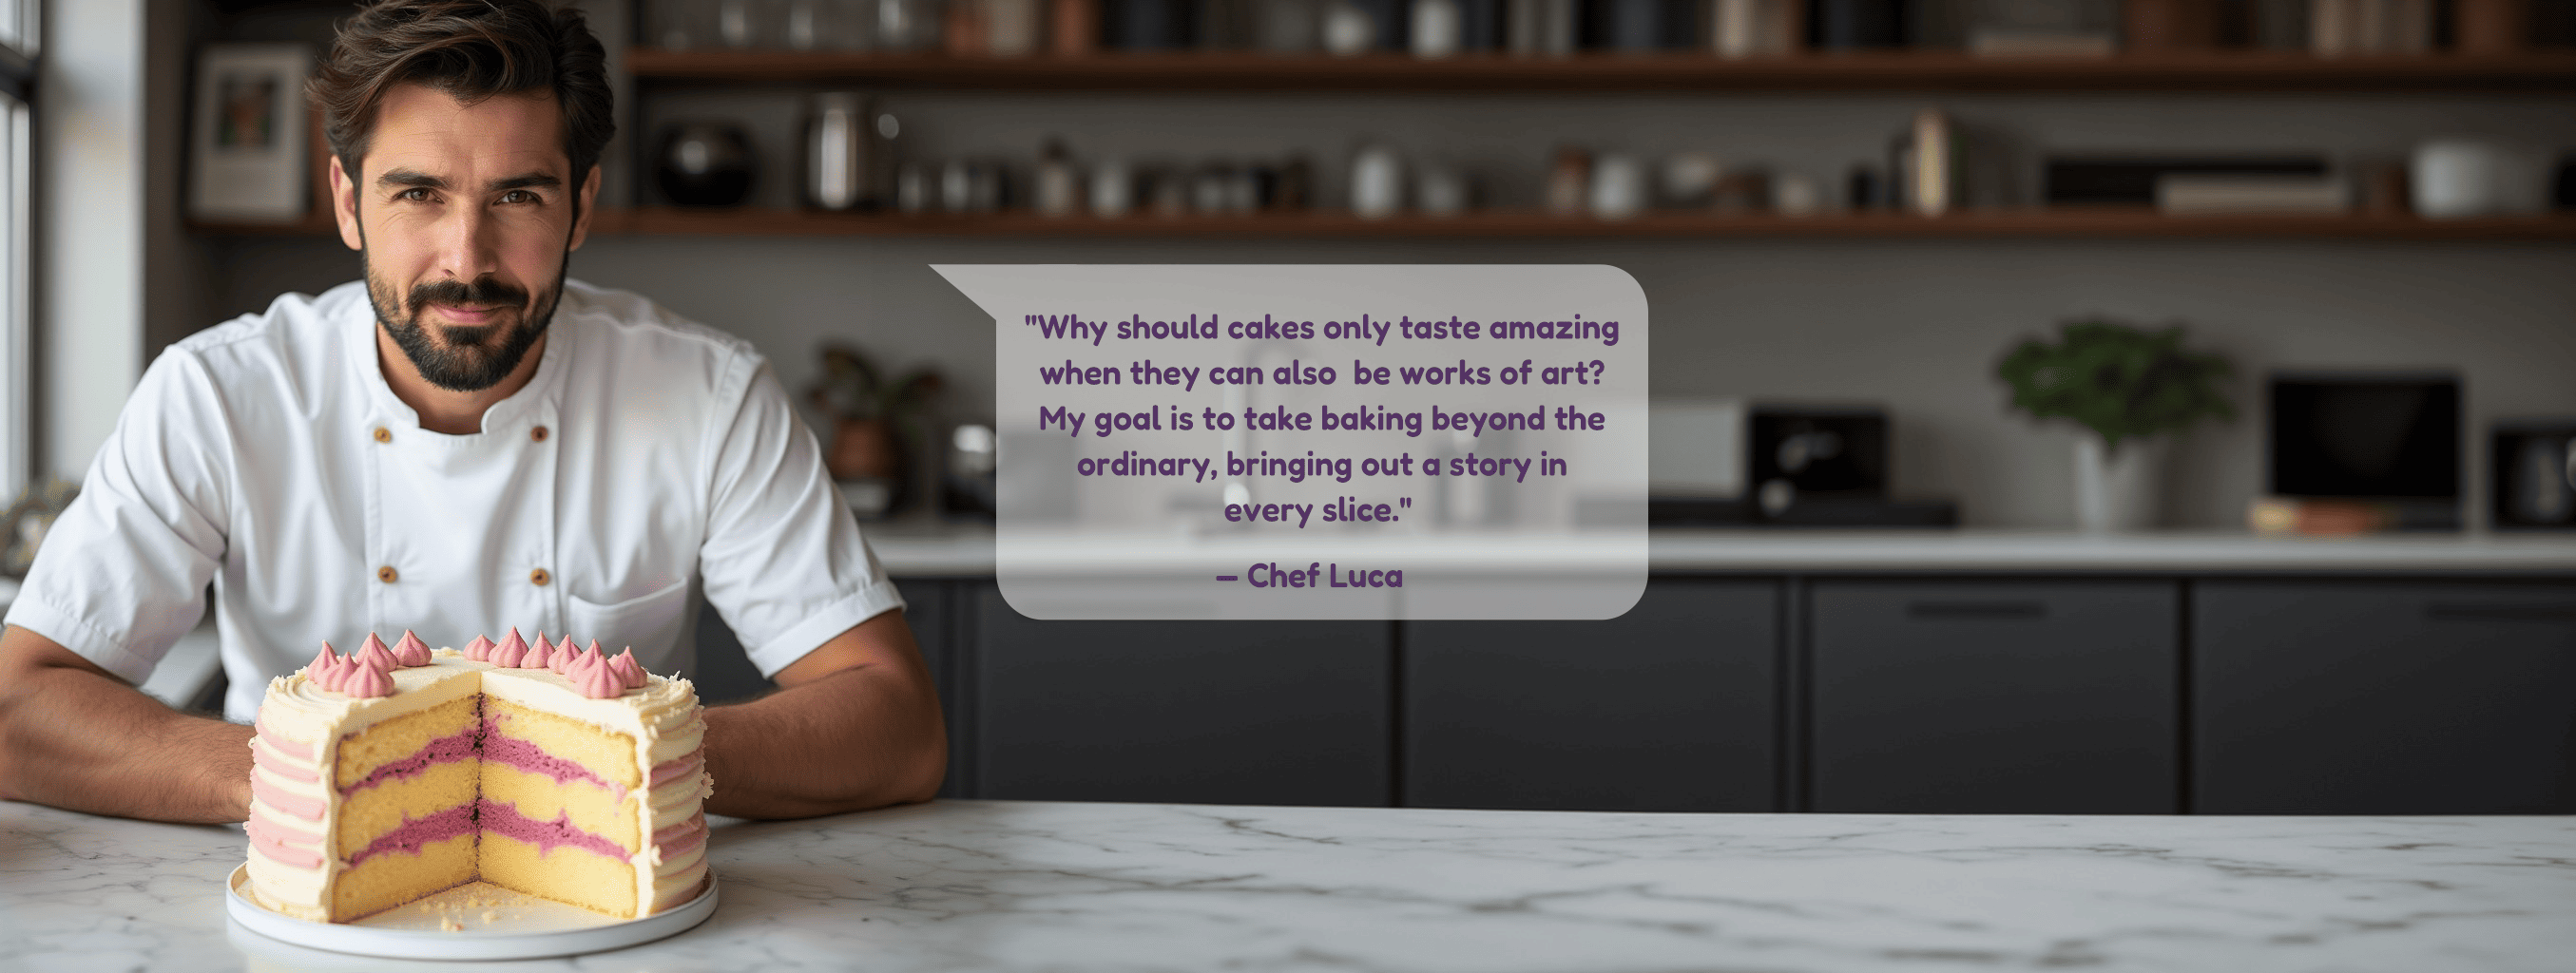 "Why should cakes only taste amazing
when they can also  be works of art?
My goal is to take baking beyond the
ordinary, bringing out a story in
every slice."
– Chef Luca